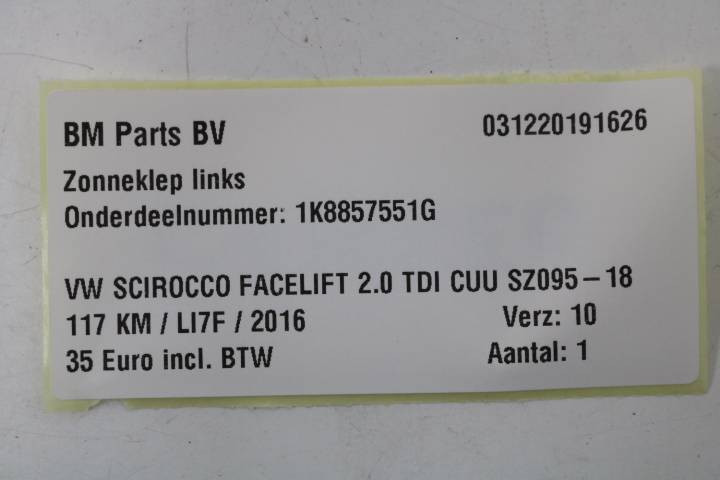 BM Parts BV 031220191626
Zonneklep links
Onderdeelnummer: 1K8857551G
VW SCIROCCO FACELIFT 2.0 TDI CUU SZ095-18
117 KM / LI7F / 2016 Verz: 10
35 Euro incl. BTW Aantal: 1